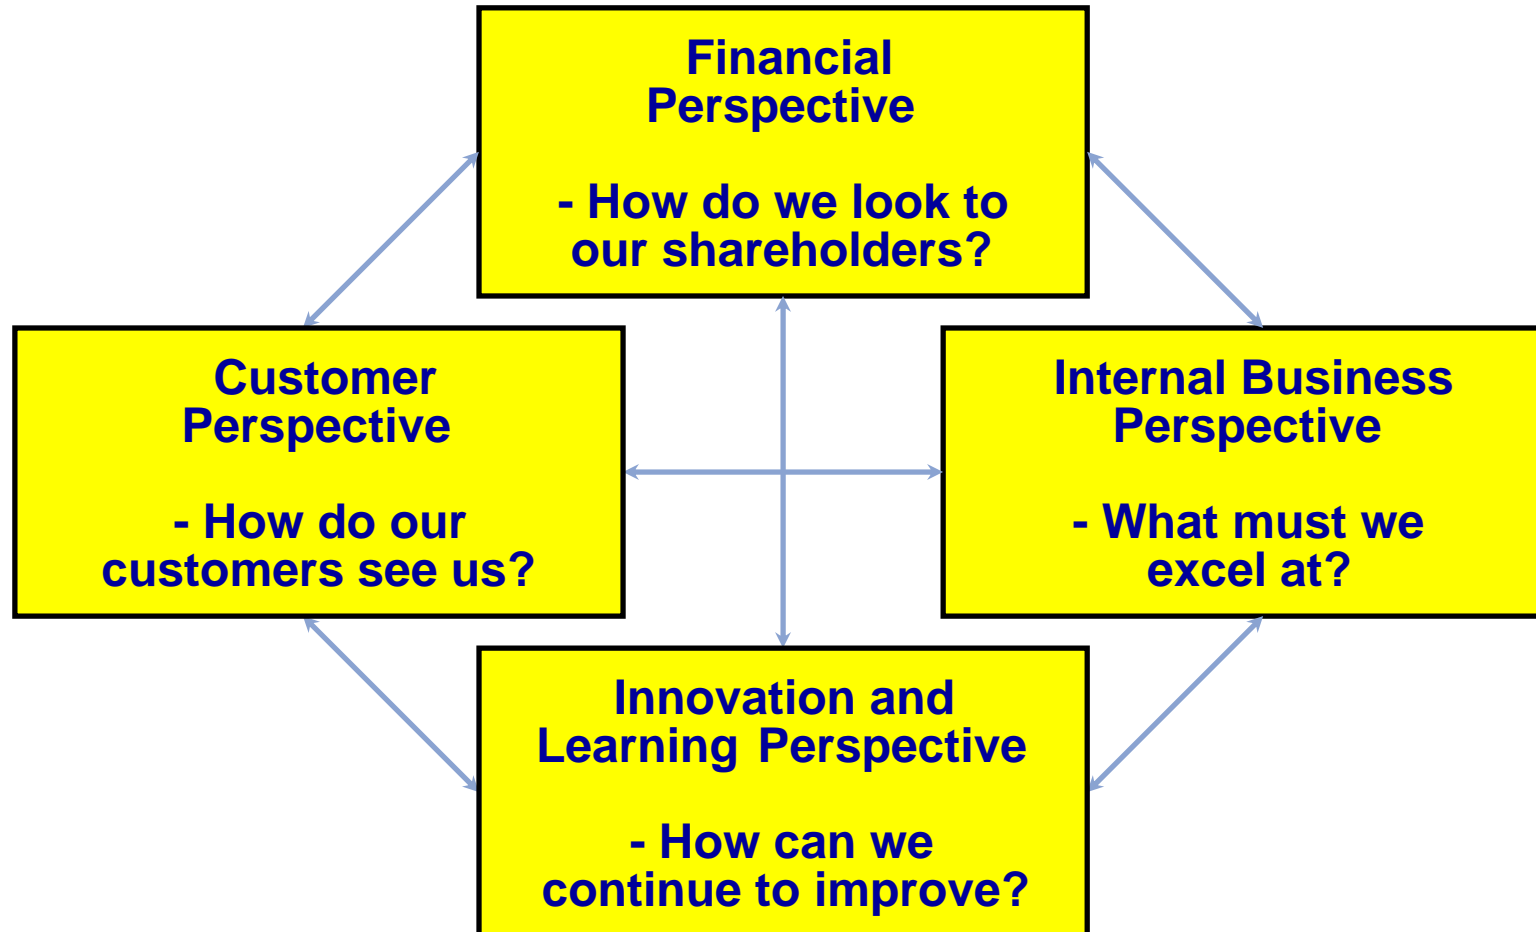 Financial
Perspective
- How do we look to
our shareholders?
Customer
Perspective
- How do our
customers see us?
Internal Business
Perspective
- What must we
excel at?
Innovation and
Learning Perspective
- How can we
continue to improve?